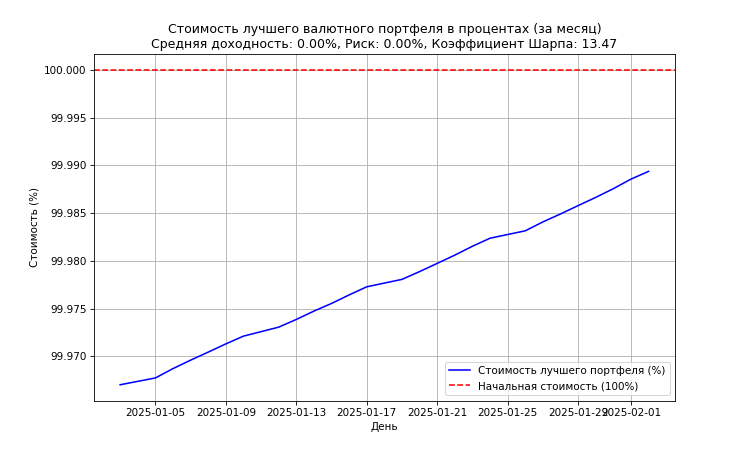 Стоимость лучшего валютного портфеля в процентах (за месяц)
Средняя доходность: 0.00%, Риск: 0.00%, Коэффициент Шарпа: 13.47
100.000
99.995
99.990
99.985
99.980
99.975
99.970
Стоимость (%)
Стоимость лучшего портфеля (%)
Начальная стоимость (100%)
2025-01-05 2025-01-09 2025-01-13 2025-01-17 2025-01-21 2025-01-25 2025-01-29 2025-02-01
День